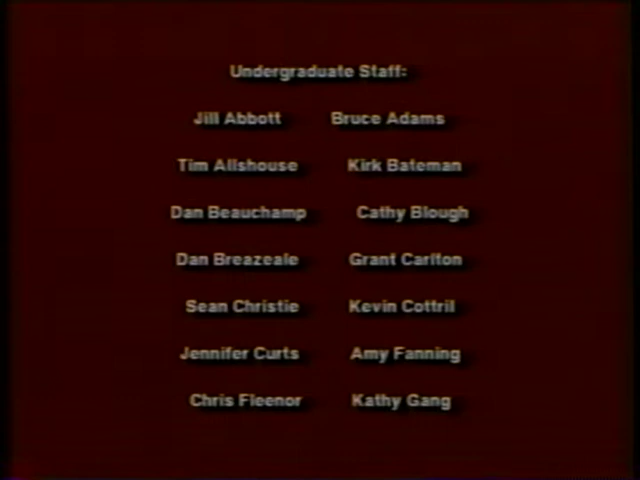 Undergraduate Staff:
Jill Abbott Bruce Adams
Tim Allshouse Kirk Bateman
Dan Beauchamp Cathy Blough
Dan Breazeale Grant Carlton
Sean Christie Kevin Cottril
Jennifer Curts Amy Fanning
Chris Fleenor Kathy Gang